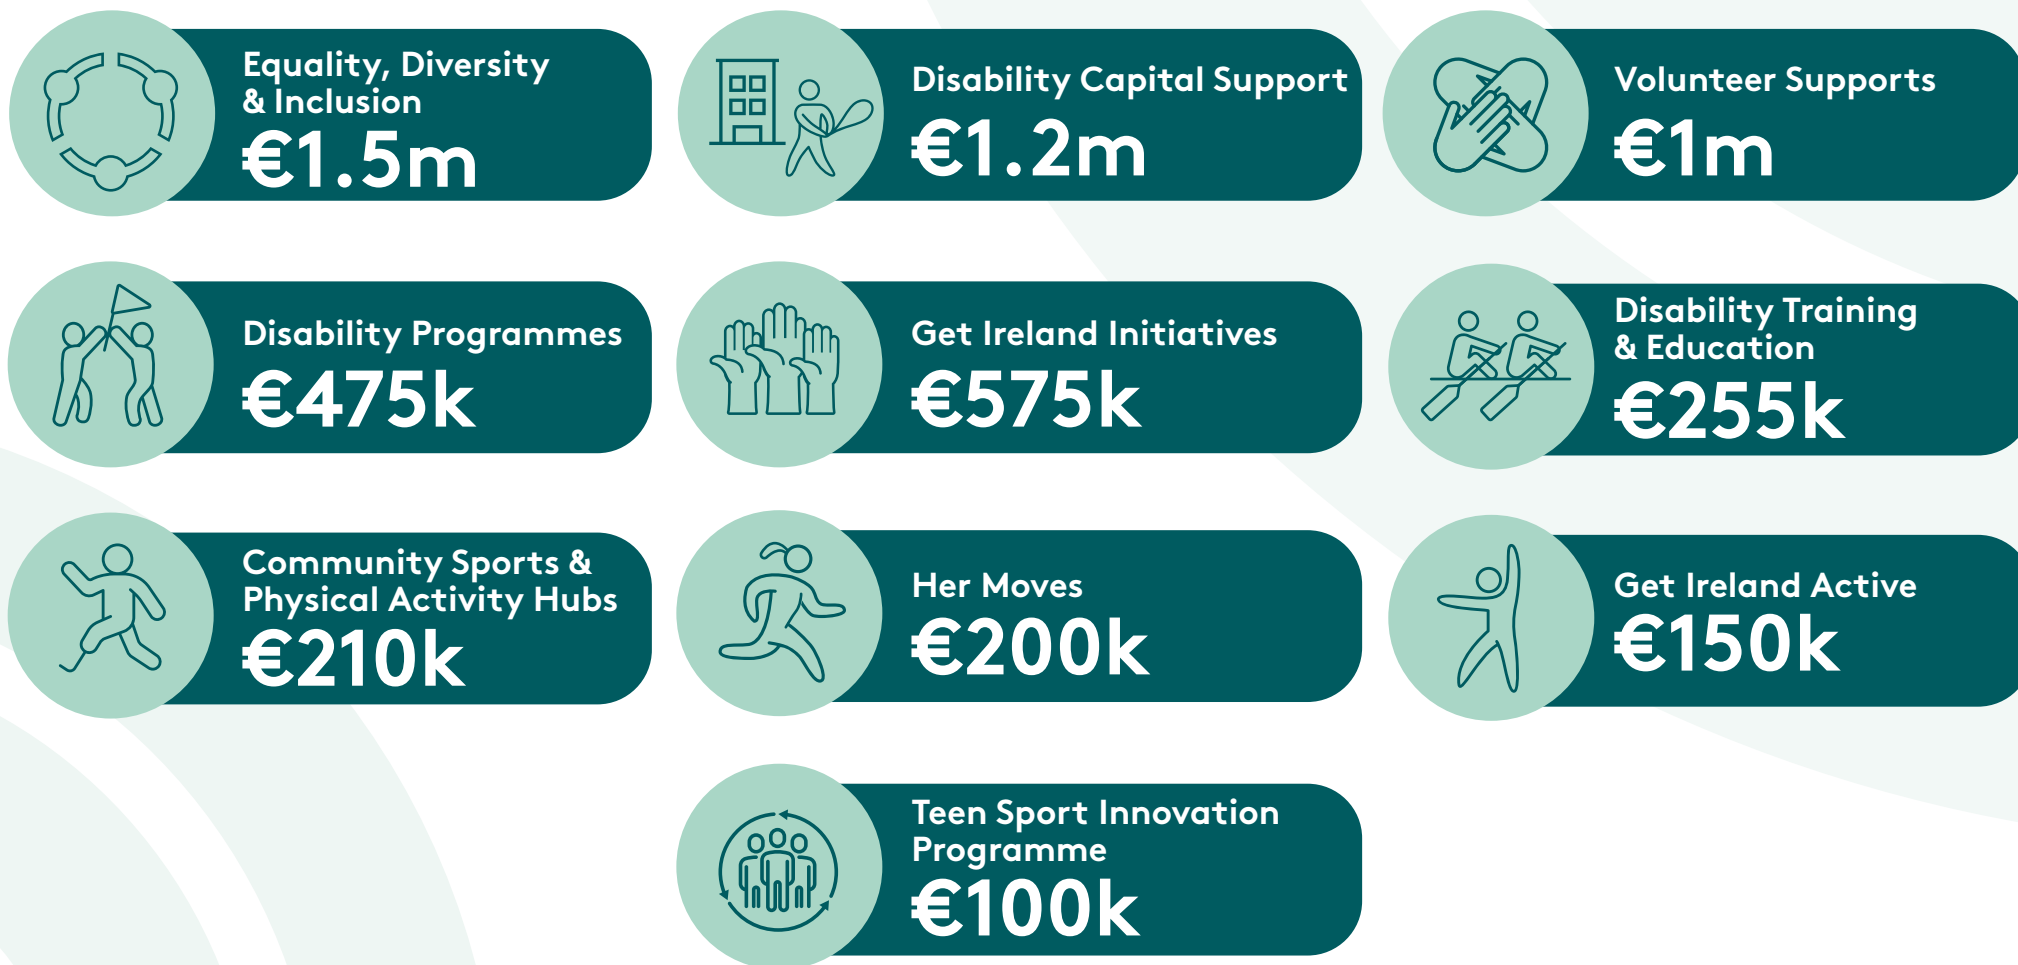 Equality, Diversity
& Inclusion
€1.5m
Disability Capital Support
€1.2m
Volunteer Supports
€1m
Disability Programmes
€475k
Get Ireland Initiatives
€575k
Disability Training
& Education
€255k
Community Sports &
Physical Activity Hubs
€210k
Her Moves
€200k
Get Ireland Active
€150k
Teen Sport Innovation
Programme
€100k